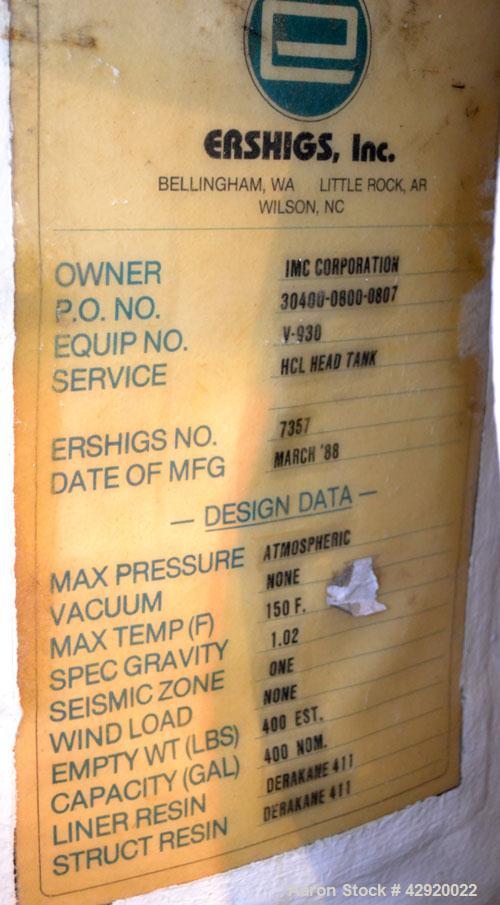 ERSHIGS, Inc.
BELLINGHAM, WA LITTLE ROCK, AR
WILSON, NC
OWNER IMC CORPORATION
P.O. NO. 30400-0800-0807
EQUIP NO. V-930
SERVICE HCL HEAD TANK
ERSHIGS NO. 7357
DATE OF MFG MARCH '88
— DESIGN DATA —
MAX PRESSURE ATMOSPHERIC
VACUUM NONE
MAX TEMP (F) 150 F.
SPEC GRAVITY 1.02
SEISMIC ZONE ONE
WIND LOAD NONE
EMPTY WT (LBS) 400 EST.
CAPACITY (GAL) 400 NOM.
LINER RESIN DERAKANE 411
STRUCT RESIN DERAKANE 411
Aaron Stock # 42920022